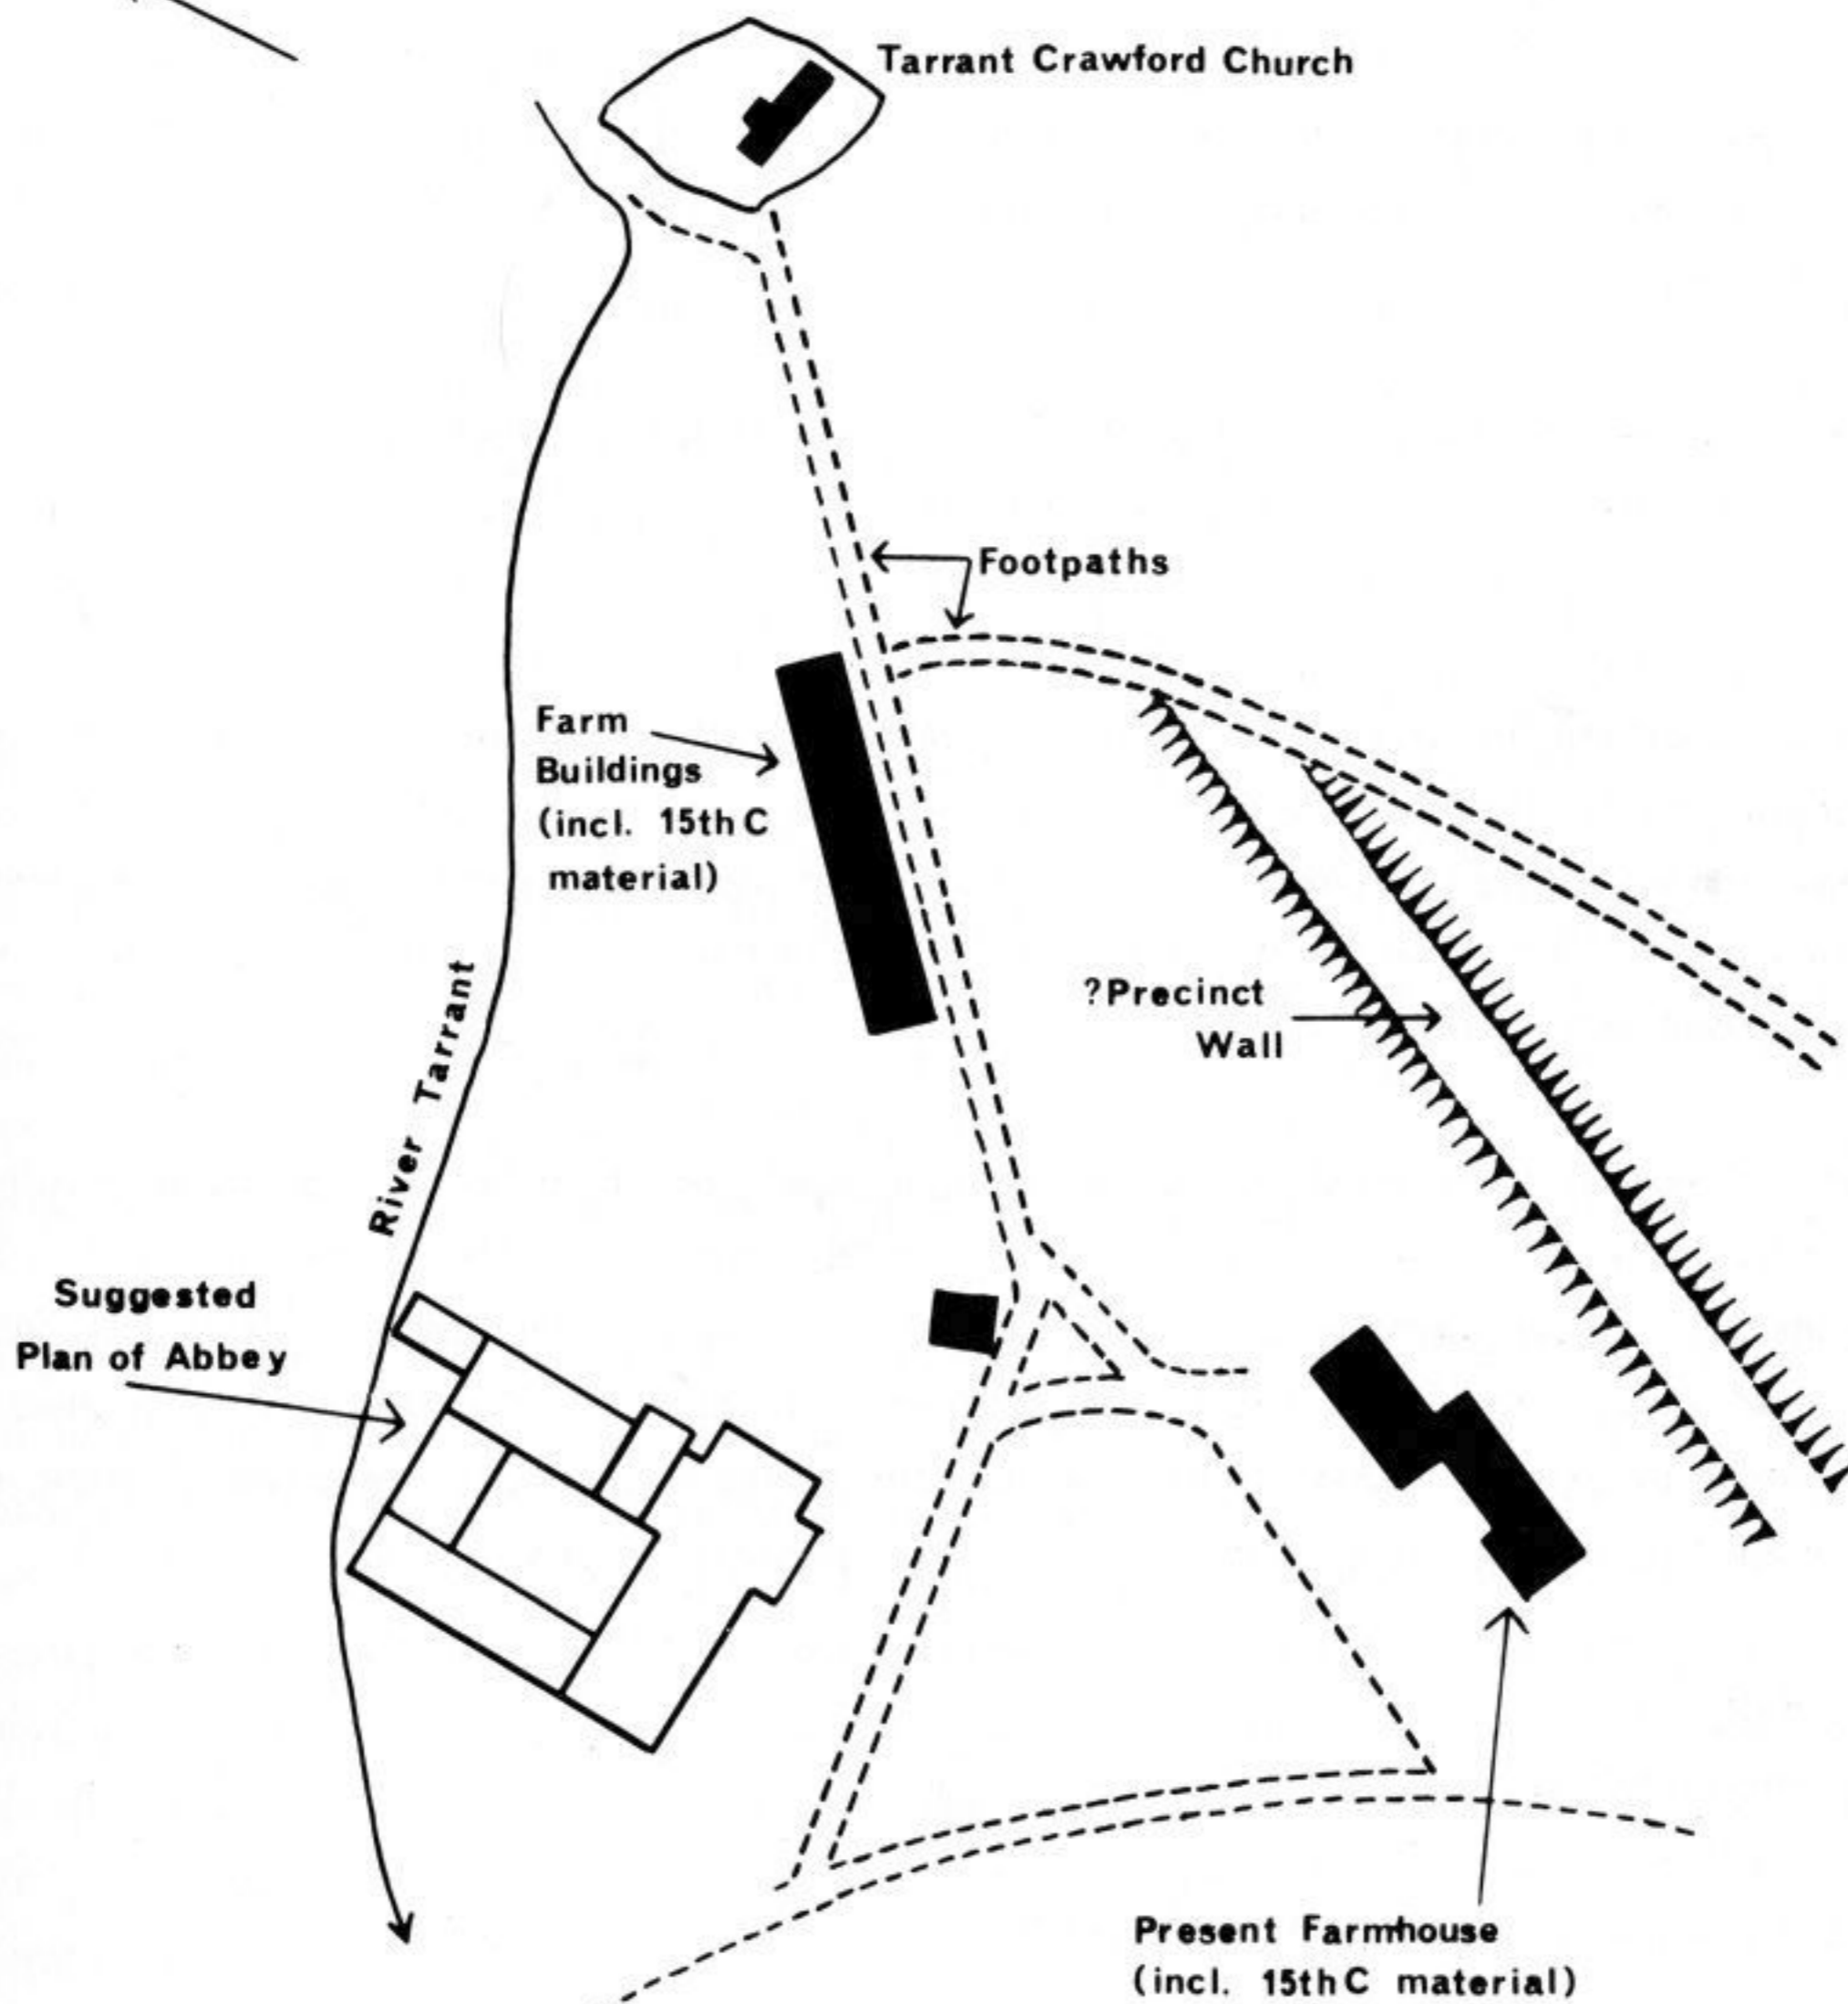 Tarrant Crawford Church
Footpaths
Farm
Buildings
(incl. 15th C
material)
?Precinct
Wall
River Tarrant
Suggested
Plan of Abbey
Present Farmhouse
(incl. 15th C material)